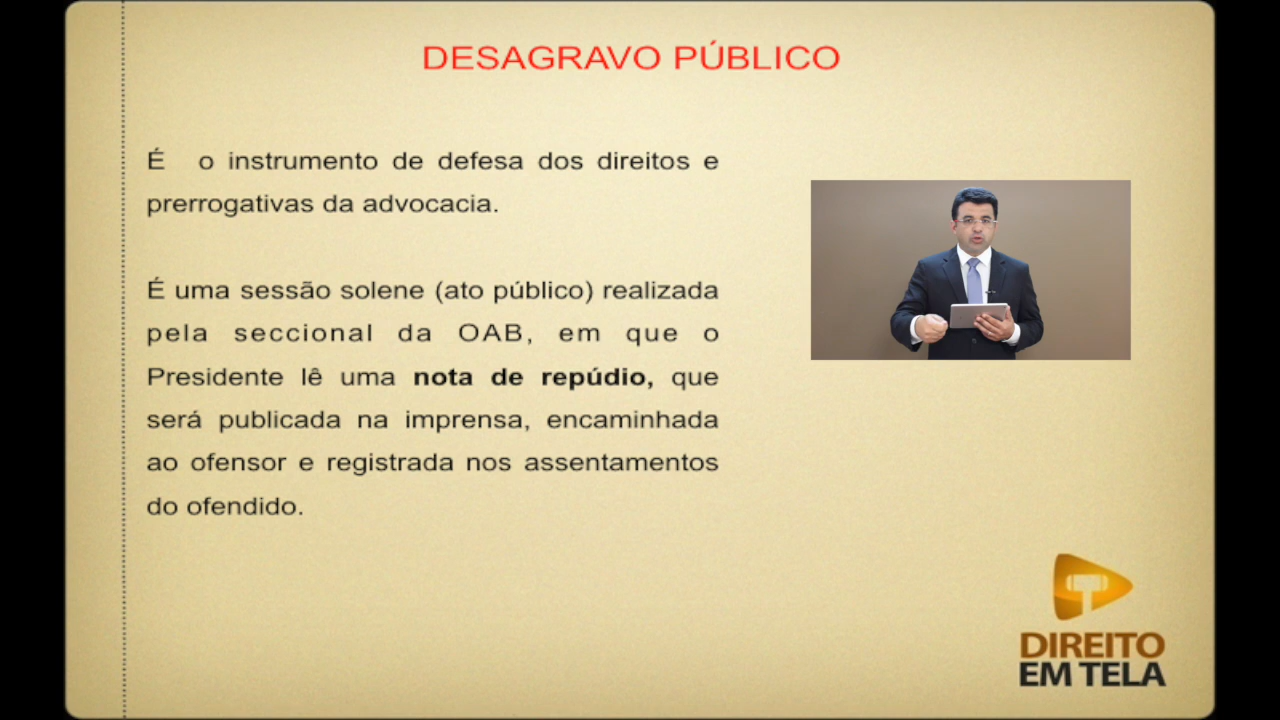 DESAGRAVO PÚBLICO
É o instrumento de defesa dos direitos e
prerrogativas da advocacia.
É uma sessão solene (ato público) realizada
pela seccional da OAB, em que o
Presidente lê uma nota de repúdio, que
será publicada na imprensa, encaminhada
ao ofensor e registrada nos assentamentos
do ofendido.
DIREITO
EM TELA